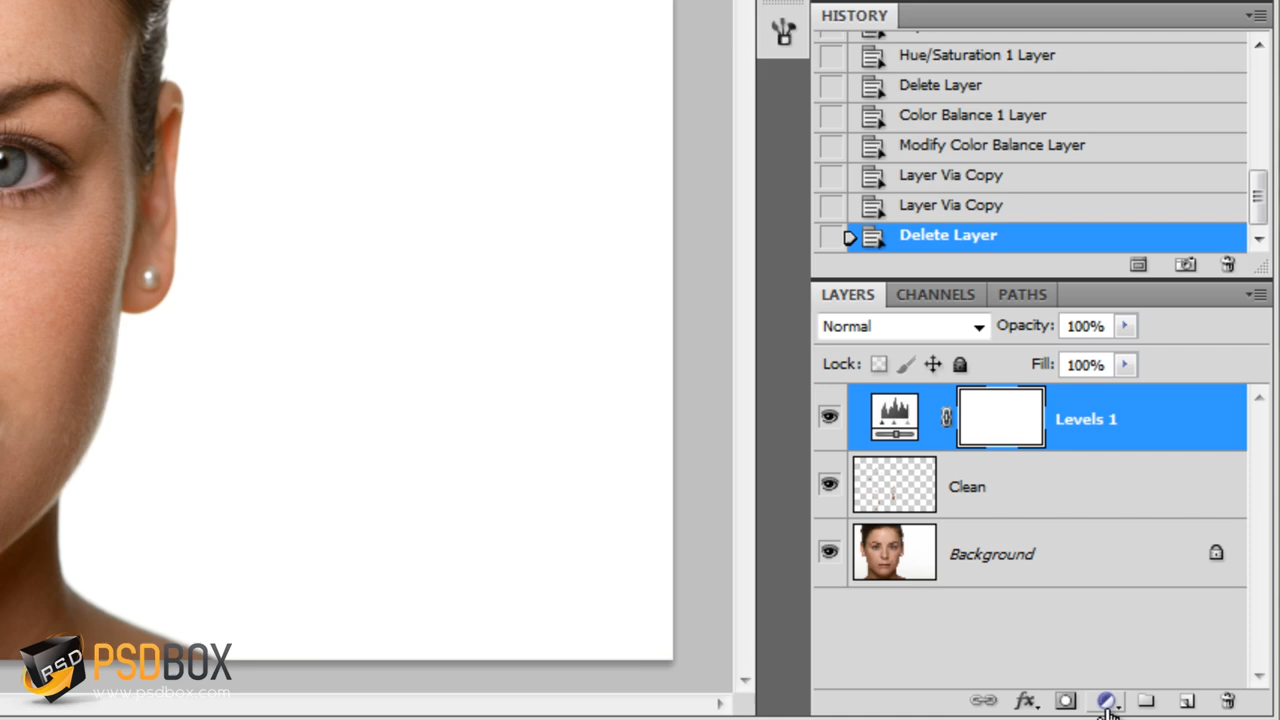 HISTORY
Hue/Saturation 1 Layer
Delete Layer
Color Balance 1 Layer
Modify Color Balance Layer
Layer Via Copy
Layer Via Copy
Delete Layer
LAYERS CHANNELS PATHS
Normal Opacity: 100%
Lock: Fill: 100%
Levels 1
Clean
Background
fx
PSD PSDBOX
www.psdbox.com